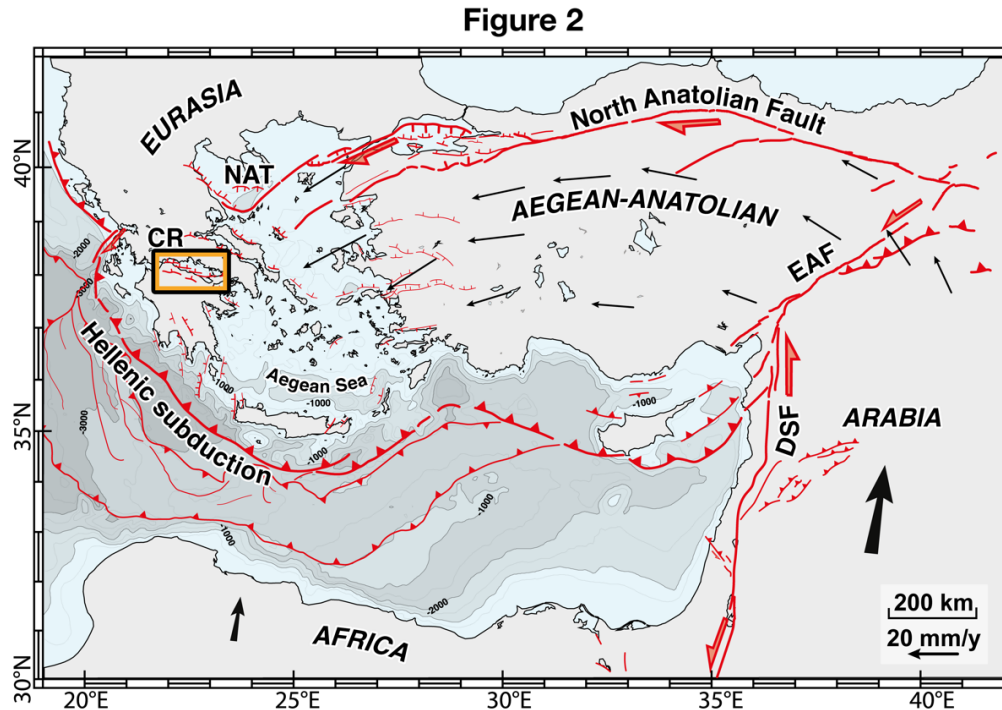 Figure 2
EURASIA
North Anatolian Fault
40°N
NAT
AEGEAN-ANATOLIAN
CR
-2000
-3000
EAF
Hellenic subduction
-1000
Aegean Sea
-1000
-1000
-3000
35°N
ARABIA
DSF
-1000
-1000
-1000
200 km
20 mm/y
-2000
AFRICA
30°N
20°E
25°E
30°E
35°E
40°E